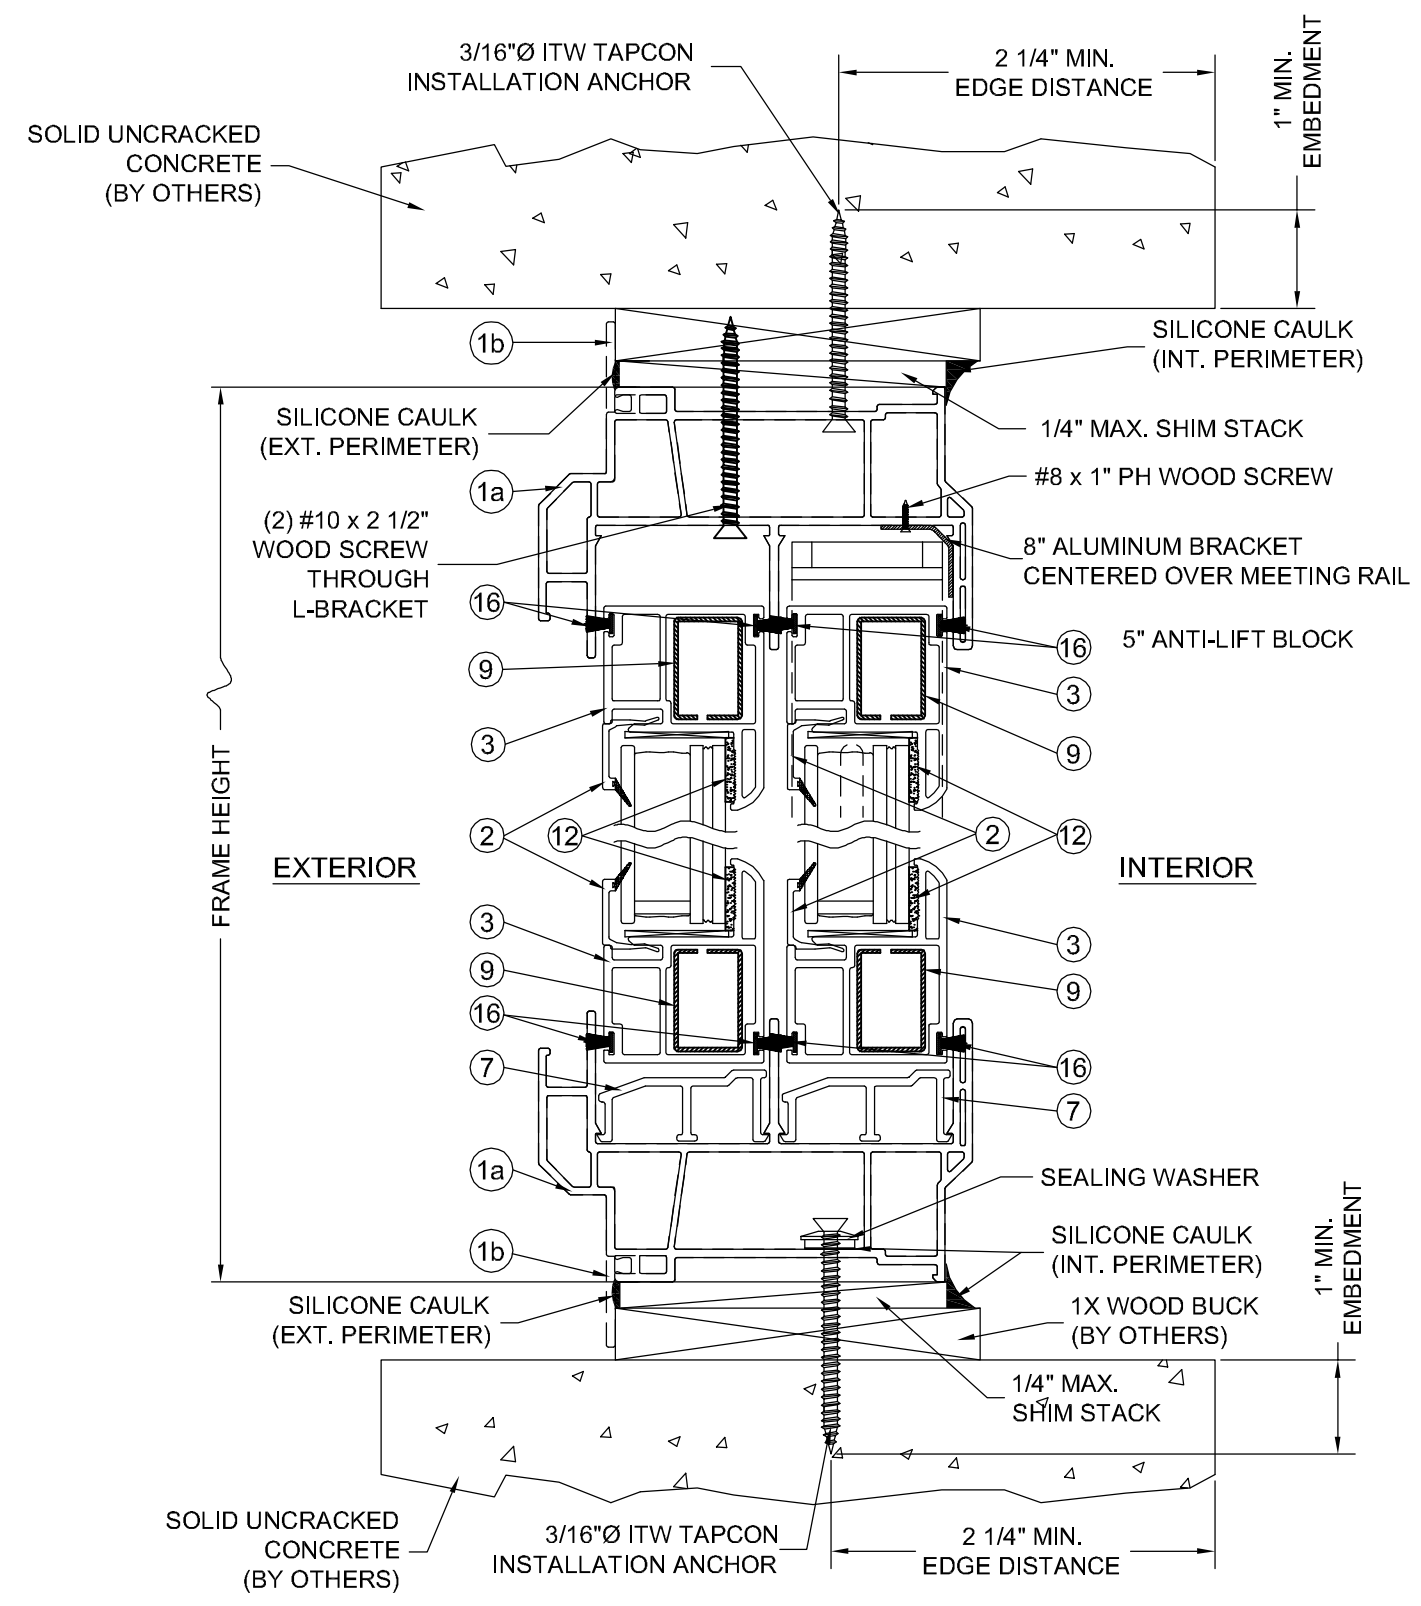 3/16"Ø ITW TAPCON
INSTALLATION ANCHOR
2 1/4" MIN.
EDGE DISTANCE
1" MIN.
EMBEDMENT
SOLID UNCRACKED
CONCRETE
(BY OTHERS)
1b
SILICONE CAULK
(INT. PERIMETER)
SILICONE CAULK
(EXT. PERIMETER)
1/4" MAX. SHIM STACK
1a
#8 x 1" PH WOOD SCREW
(2) #10 x 2 1/2"
WOOD SCREW
THROUGH
L-BRACKET
8" ALUMINUM BRACKET
CENTERED OVER MEETING RAIL
16
16
5" ANTI-LIFT BLOCK
9
3
3
9
FRAME HEIGHT
2
12
2
12
EXTERIOR
INTERIOR
3
3
9
9
16
16
7
7
1a
SEALING WASHER
1b
SILICONE CAULK
(INT. PERIMETER)
1" MIN.
EMBEDMENT
SILICONE CAULK
(EXT. PERIMETER)
1X WOOD BUCK
(BY OTHERS)
1/4" MAX.
SHIM STACK
SOLID UNCRACKED
CONCRETE
(BY OTHERS)
3/16"Ø ITW TAPCON
INSTALLATION ANCHOR
2 1/4" MIN.
EDGE DISTANCE